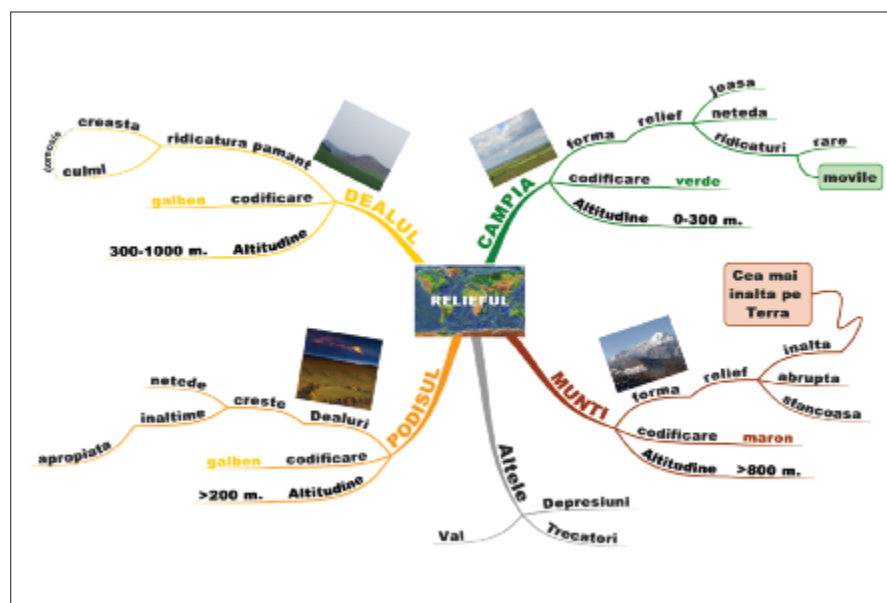 RELIEFUL
CAMPIA
forma
relief
joasa
neteda
ridicaturi
rare
movile
codificare verde
Altitudine 0-300 m.
MUNTI
forma
relief
inalta
Cea mai
inalta pe
Terra
abrupta
stancoasa
codificare maron
Altitudine >800 m.
Altele
Depresiuni
Trecatori
Val
PODISUL
Dealuri
creste
netede
inaltime
apropiata
galben codificare
>200 m. Altitudine
DEALUL
ridicatura pamant
creasta
culmi
galben codificare
300-1000 m. Altitudine